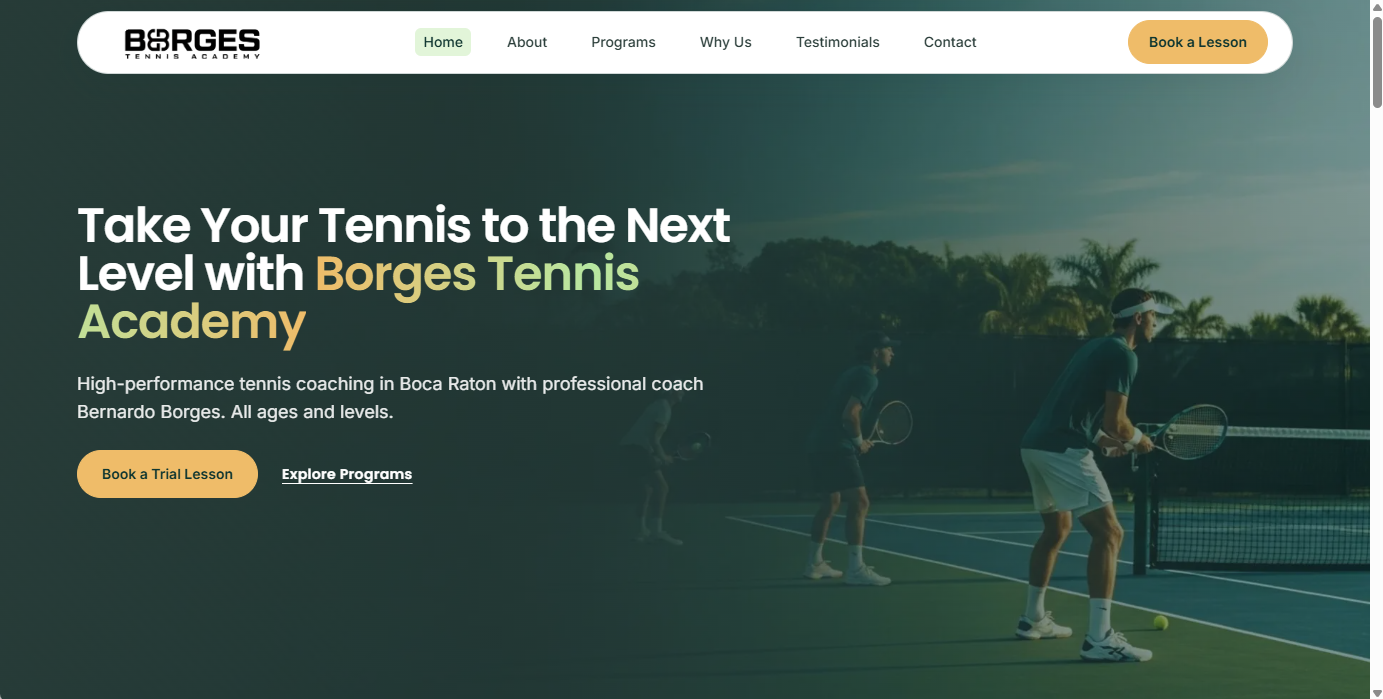 BORGES
TENNIS ACADEMY
Home
About
Programs
Why Us
Testimonials
Contact
Book a Lesson
Take Your Tennis to the Next
Level with Borges Tennis
Academy
High-performance tennis coaching in Boca Raton with professional coach
Bernardo Borges. All ages and levels.
Book a Trial Lesson
Explore Programs